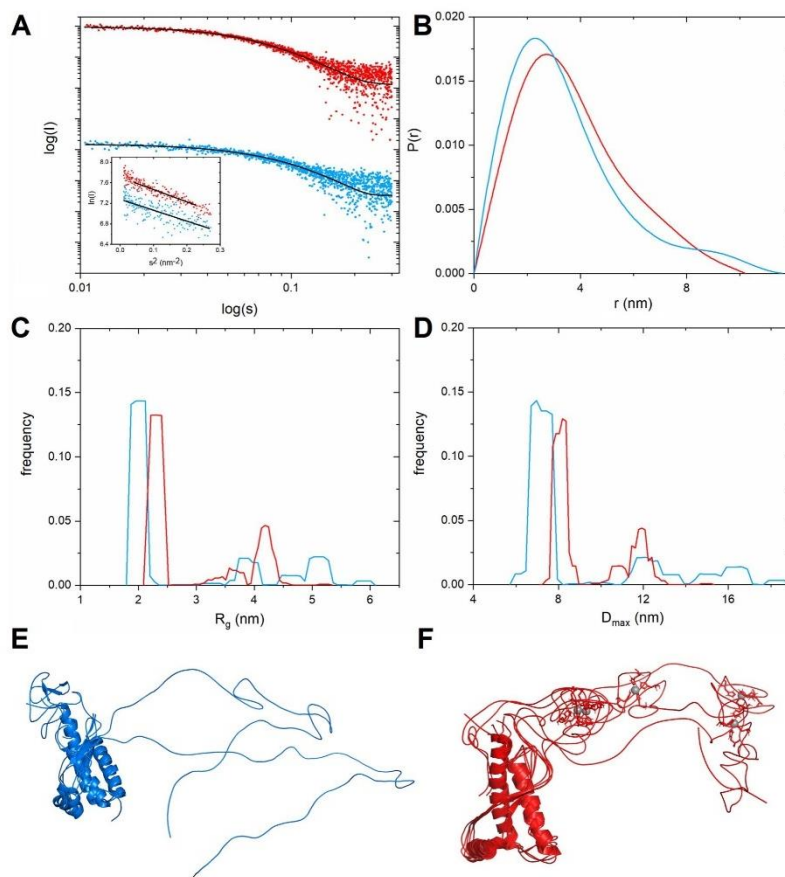 A
log(I)
ln(I)
8.0
7.6
7.2
6.8
6.4
0.0
0.1
0.2
0.3
s² (nm⁻²)
0.01
0.1
log(s)
B
P(r)
0.020
0.015
0.010
0.005
0.000
0
4
8
r (nm)
C
frequency
0.20
0.15
0.10
0.05
0.00
1
2
3
4
5
6
Rg (nm)
D
frequency
0.20
0.15
0.10
0.05
0.00
4
8
12
16
Dmax (nm)
E
F